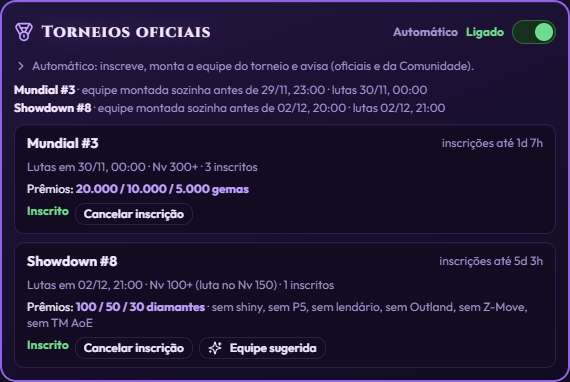 Torneios oficiais
Automático Ligado
Automático: inscreve, monta a equipe do torneio e avisa (oficiais e da Comunidade).
Mundial #3 · equipe montada sozinha antes de 29/11, 23:00 · lutas 30/11, 00:00
Showdown #8 · equipe montada sozinha antes de 02/12, 20:00 · lutas 02/12, 21:00
Mundial #3 inscrições até 1d 7h
Lutas em 30/11, 00:00 · Nv 300+ · 3 inscritos
Prêmios: 20.000 / 10.000 / 5.000 gemas
Inscrito Cancelar inscrição
Showdown #8 inscrições até 5d 3h
Lutas em 02/12, 21:00 · Nv 100+ (luta no Nv 150) · 1 inscritos
Prêmios: 100 / 50 / 30 diamantes · sem shiny, sem P5, sem lendário, sem Outland, sem Z-Move,
sem TM AoE
Inscrito Cancelar inscrição Equipe sugerida